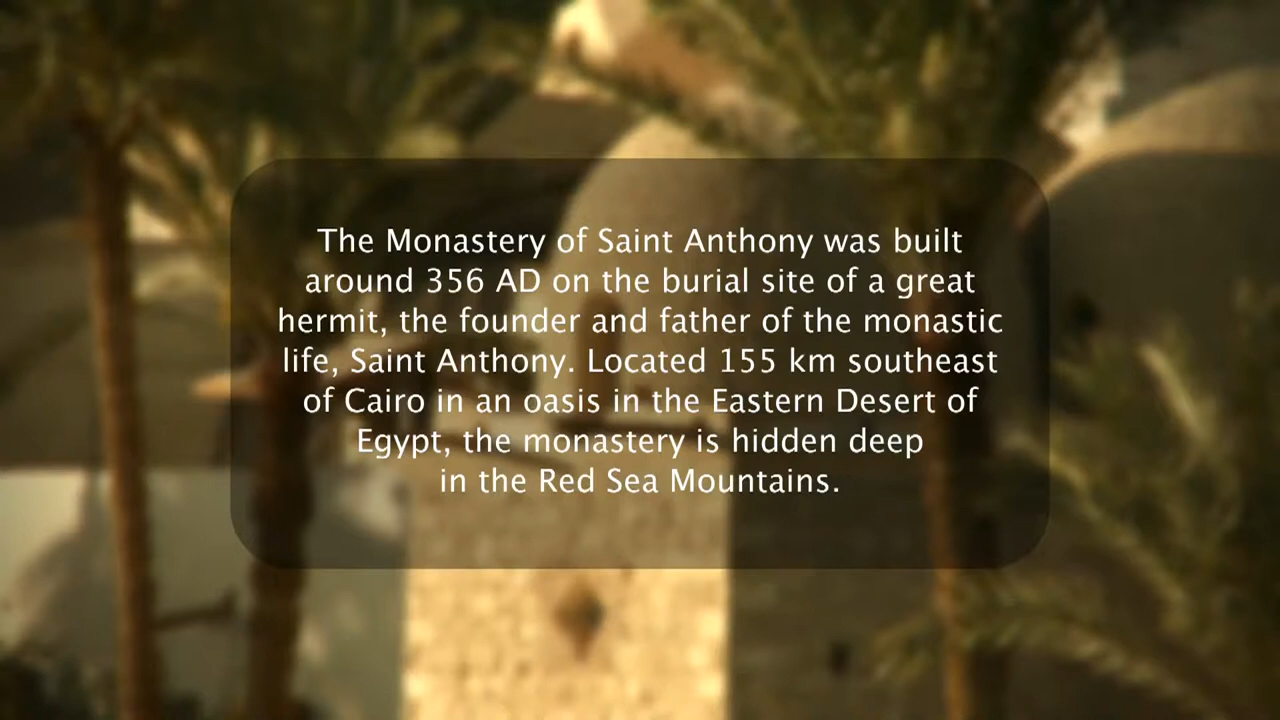 The Monastery of Saint Anthony was built
around 356 AD on the burial site of a great
hermit, the founder and father of the monastic
life, Saint Anthony. Located 155 km southeast
of Cairo in an oasis in the Eastern Desert of
Egypt, the monastery is hidden deep
in the Red Sea Mountains.